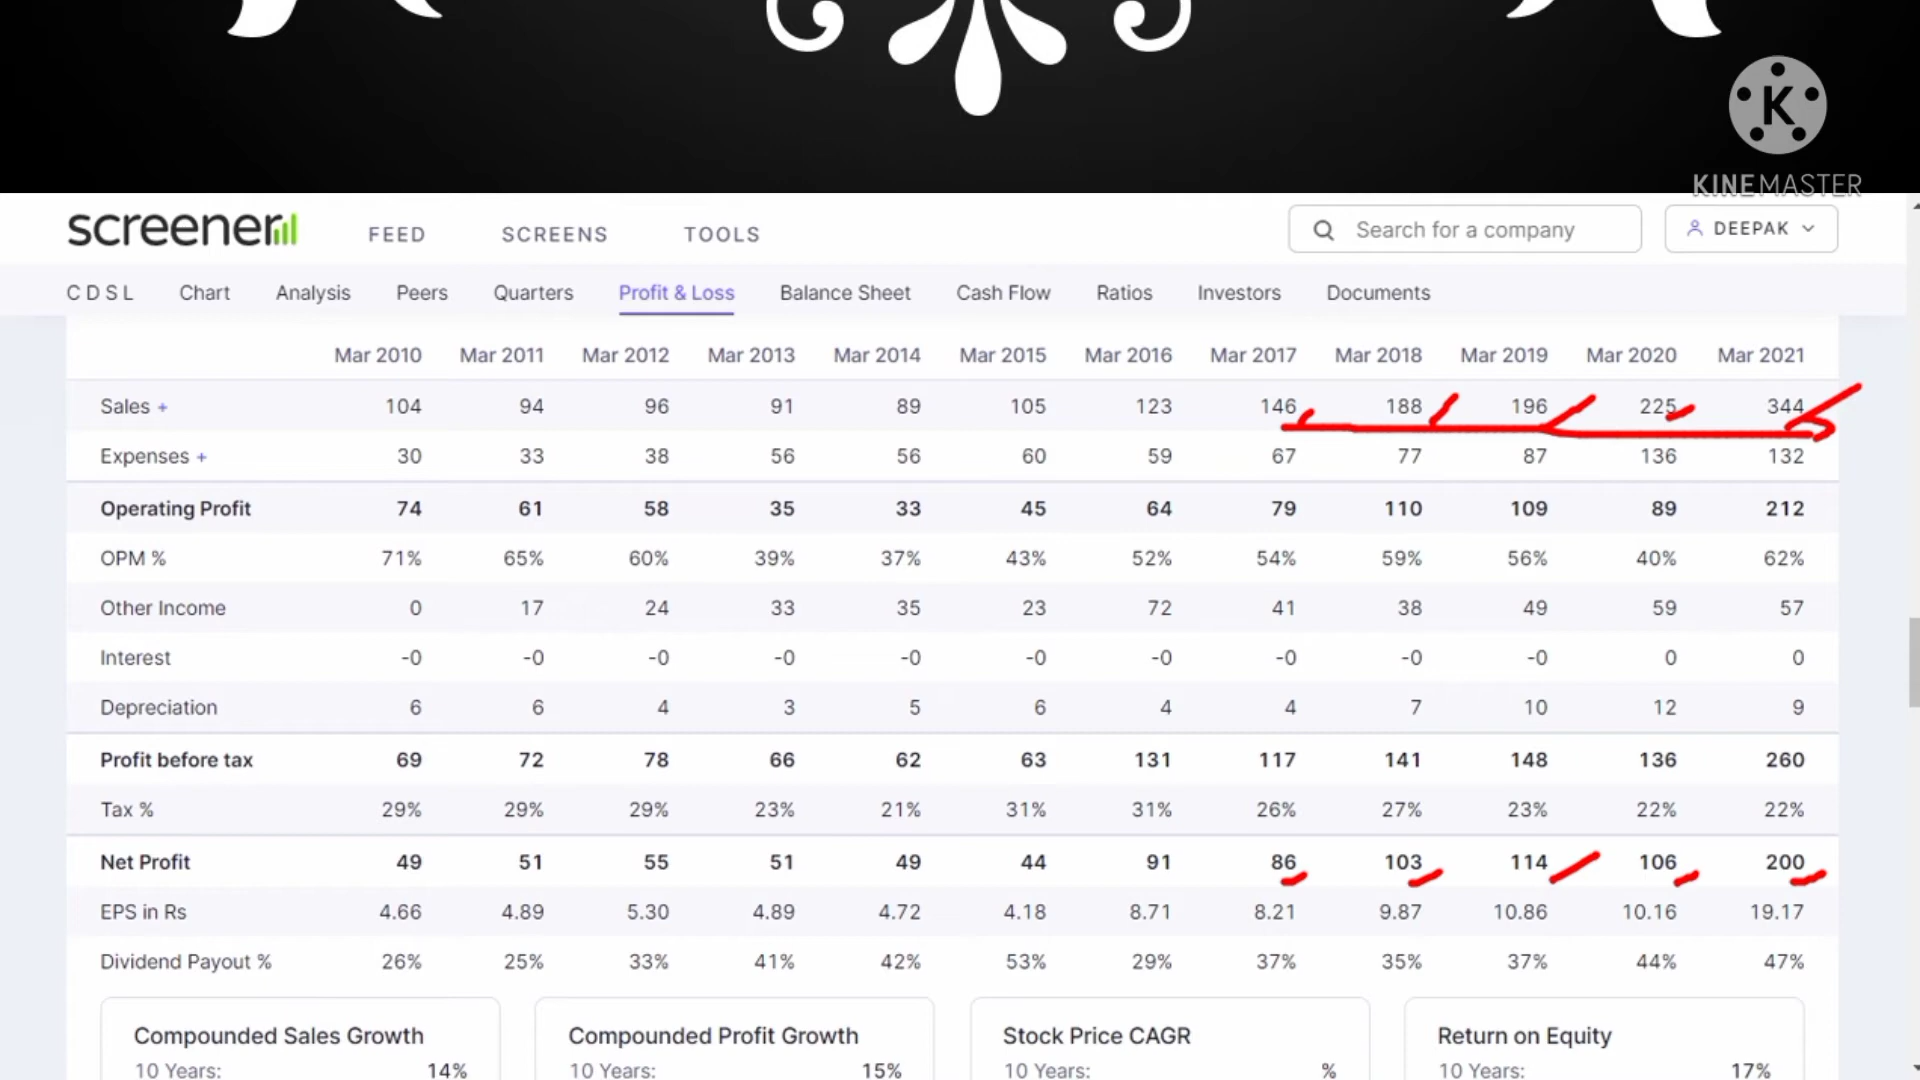 K
KINEMASTER
screener
FEED SCREENS TOOLS Search for a company DEEPAK
C D S L Chart Analysis Peers Quarters Profit & Loss Balance Sheet Cash Flow Ratios Investors Documents
Mar 2010 Mar 2011 Mar 2012 Mar 2013 Mar 2014 Mar 2015 Mar 2016 Mar 2017 Mar 2018 Mar 2019 Mar 2020 Mar 2021
Sales + 104 94 96 91 89 105 123 146 188 196 225 344
Expenses + 30 33 38 56 56 60 59 67 77 87 136 132
Operating Profit 74 61 58 35 33 45 64 79 110 109 89 212
OPM % 71% 65% 60% 39% 37% 43% 52% 54% 59% 56% 40% 62%
Other Income 0 17 24 33 35 23 72 41 38 49 59 57
Interest -0 -0 -0 -0 -0 -0 -0 -0 -0 -0 0 0
Depreciation 6 6 4 3 5 6 4 4 7 10 12 9
Profit before tax 69 72 78 66 62 63 131 117 141 148 136 260
Tax % 29% 29% 29% 23% 21% 31% 31% 26% 27% 23% 22% 22%
Net Profit 49 51 55 51 49 44 91 86 103 114 106 200
EPS in Rs 4.66 4.89 5.30 4.89 4.72 4.18 8.71 8.21 9.87 10.86 10.16 19.17
Dividend Payout % 26% 25% 33% 41% 42% 53% 29% 37% 35% 37% 44% 47%
Compounded Sales Growth Compounded Profit Growth Stock Price CAGR Return on Equity
10 Years: 14% 10 Years: 15% 10 Years: % 10 Years: 17%